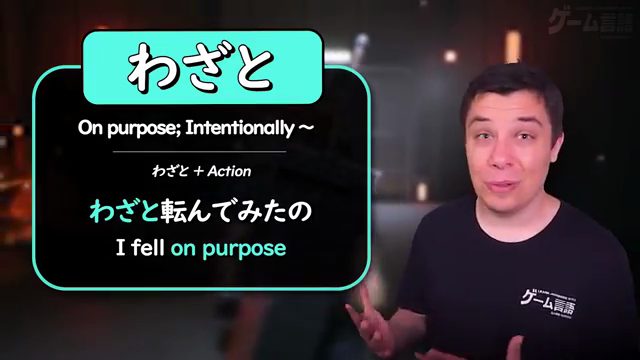 わざと
On purpose; Intentionally ～
わざと + Action
わざと転んでみたの
I fell on purpose
ゲーム言語
ゲーム言語